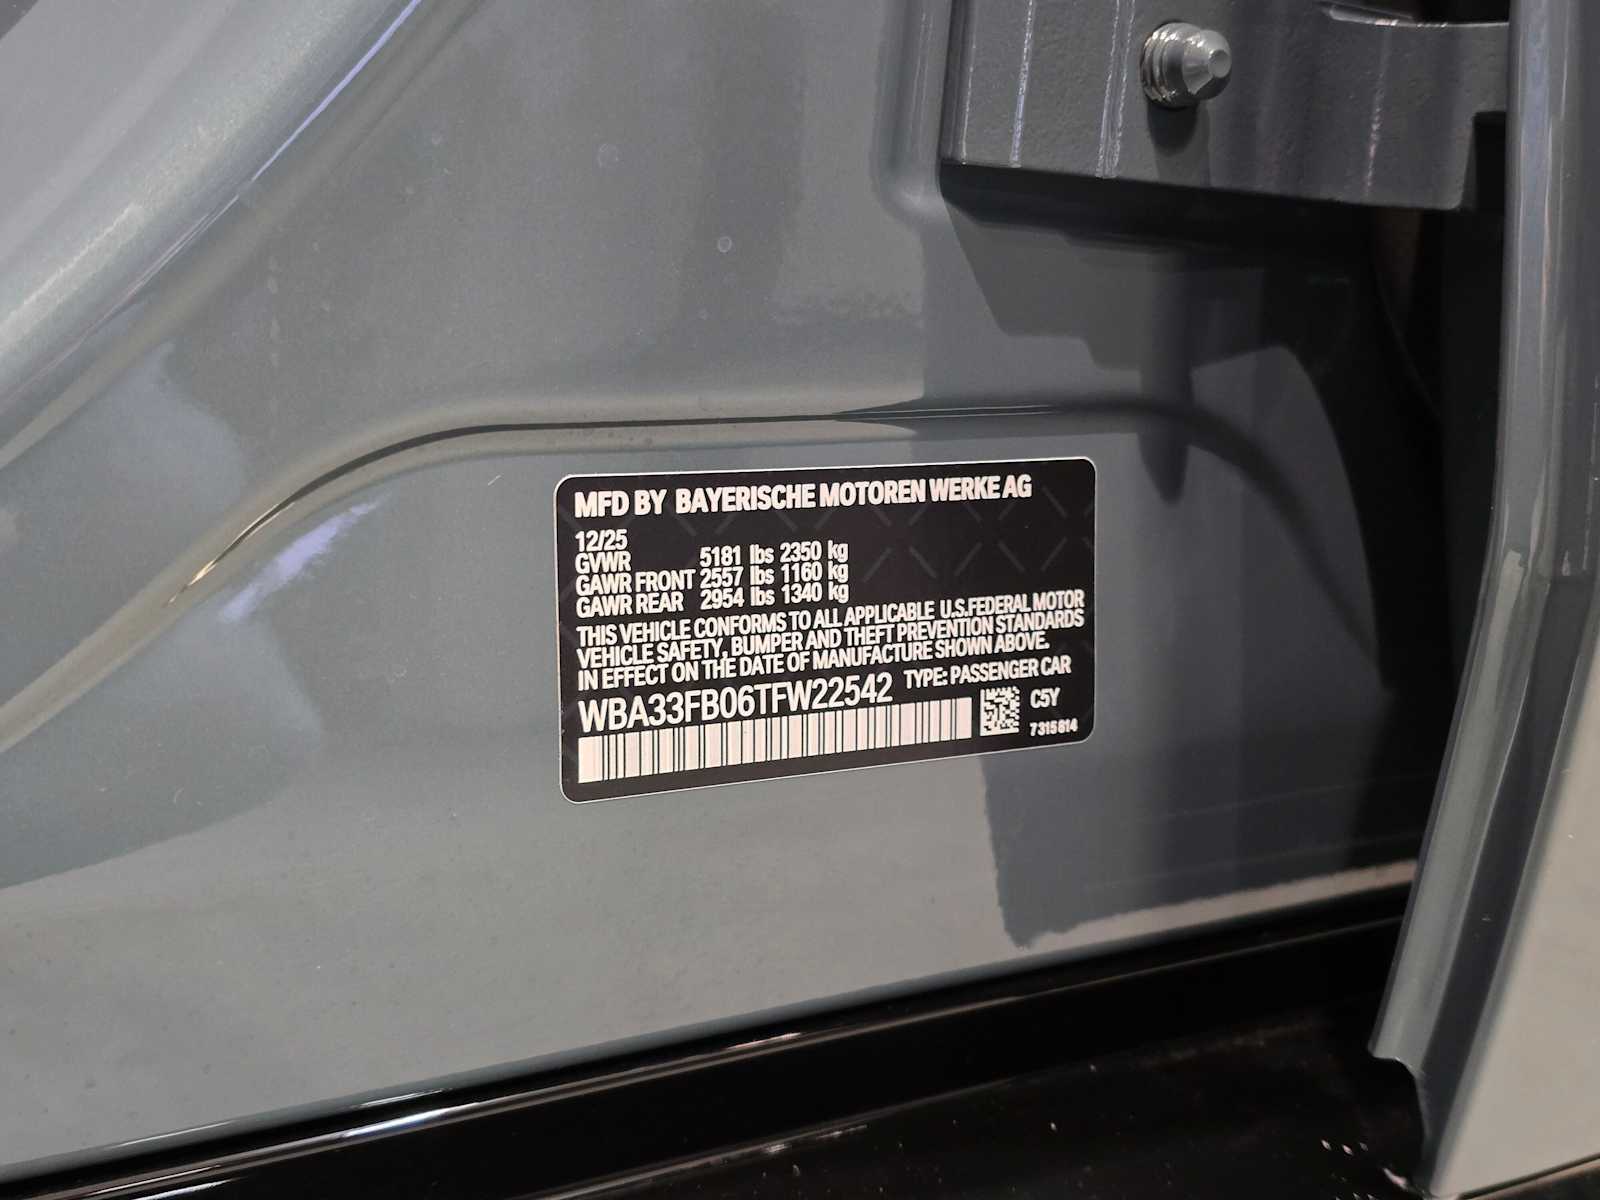 MFD BY BAYERISCHE MOTOREN WERKE AG
12/25
GVWR 5181 lbs 2350 kg
GAWR FRONT 2557 lbs 1160 kg
GAWR REAR 2954 lbs 1340 kg
THIS VEHICLE CONFORMS TO ALL APPLICABLE U.S.FEDERAL MOTOR
VEHICLE SAFETY, BUMPER AND THEFT PREVENTION STANDARDS
IN EFFECT ON THE DATE OF MANUFACTURE SHOWN ABOVE.
WBA33FB06TFW22542 TYPE: PASSENGER CAR
C5Y
7315614